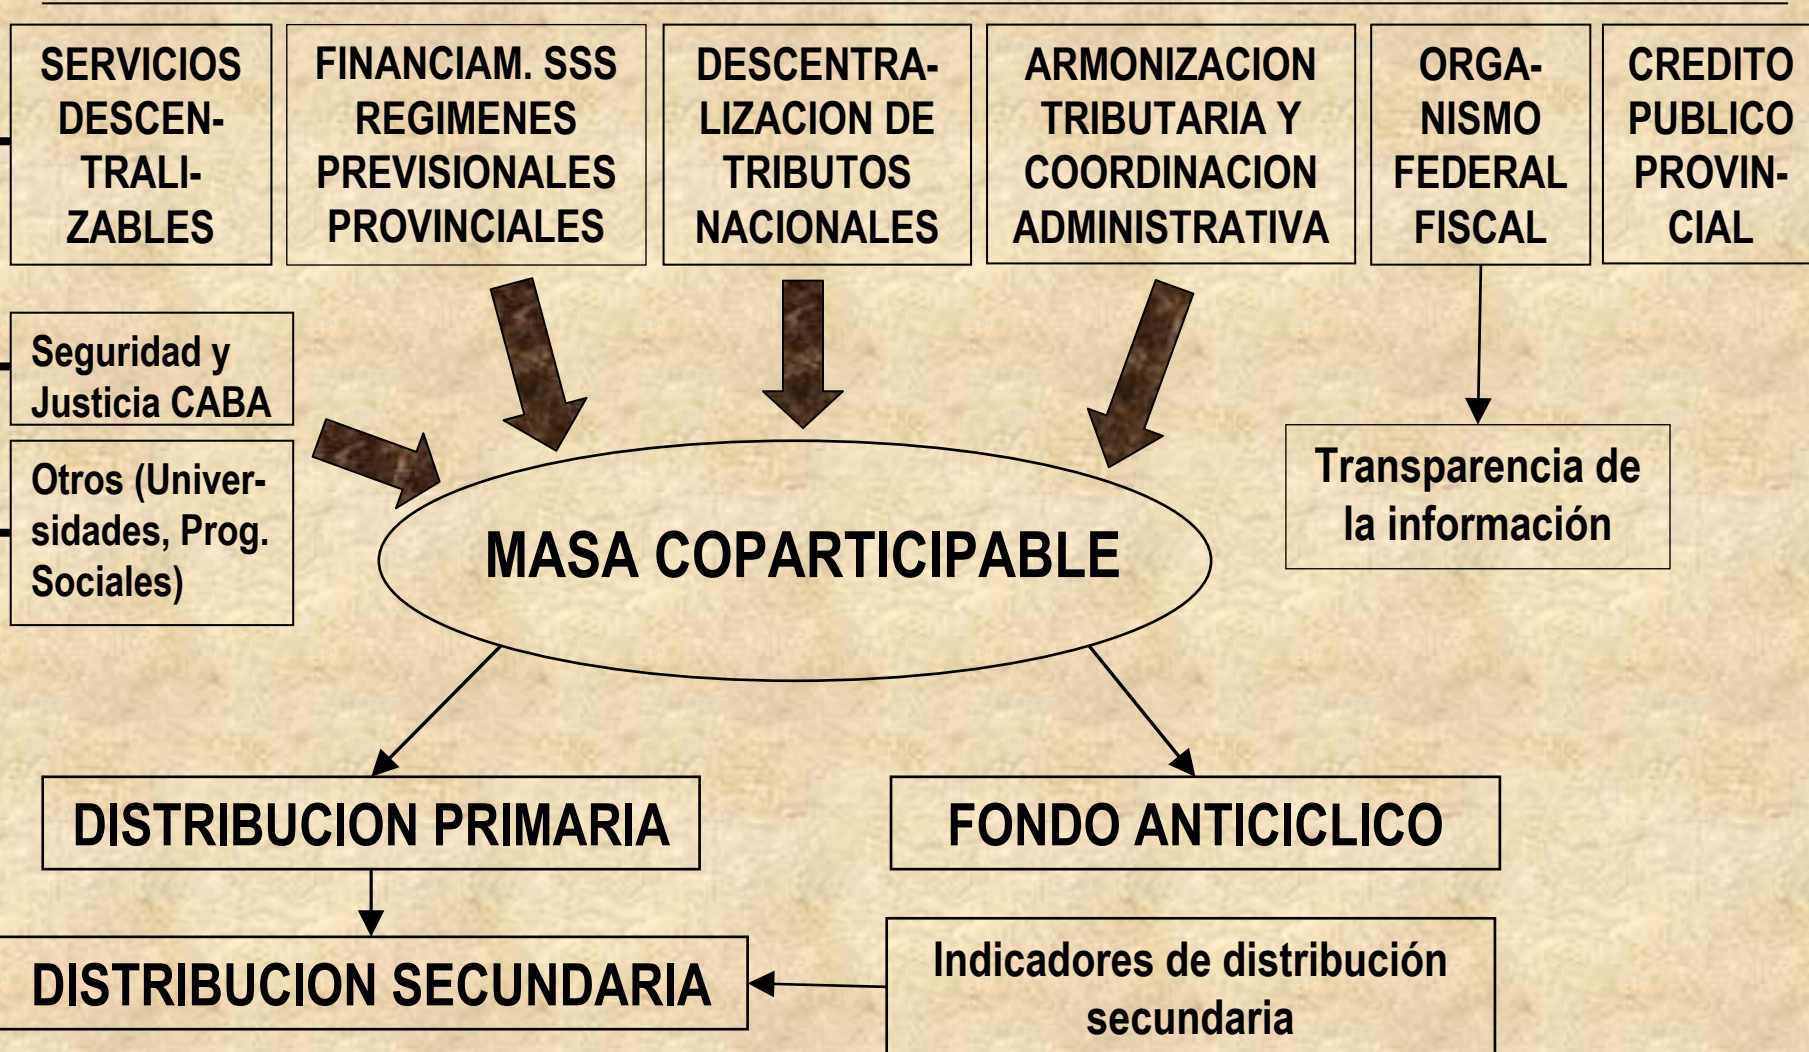 SERVICIOS
DESCEN-
TRALI-
ZABLES
FINANCIAM. SSS
REGIMENES
PREVISIONALES
PROVINCIALES
DESCENTRA-
LIZACION DE
TRIBUTOS
NACIONALES
ARMONIZACION
TRIBUTARIA Y
COORDINACION
ADMINISTRATIVA
ORGA-
NISMO
FEDERAL
FISCAL
CREDITO
PUBLICO
PROVIN-
CIAL
Seguridad y
Justicia CABA
Otros (Univer-
sidades, Prog.
Sociales)
MASA COPARTICIPABLE
Transparencia de
la información
DISTRIBUCION PRIMARIA
FONDO ANTICICLICO
DISTRIBUCION SECUNDARIA
Indicadores de distribución
secundaria